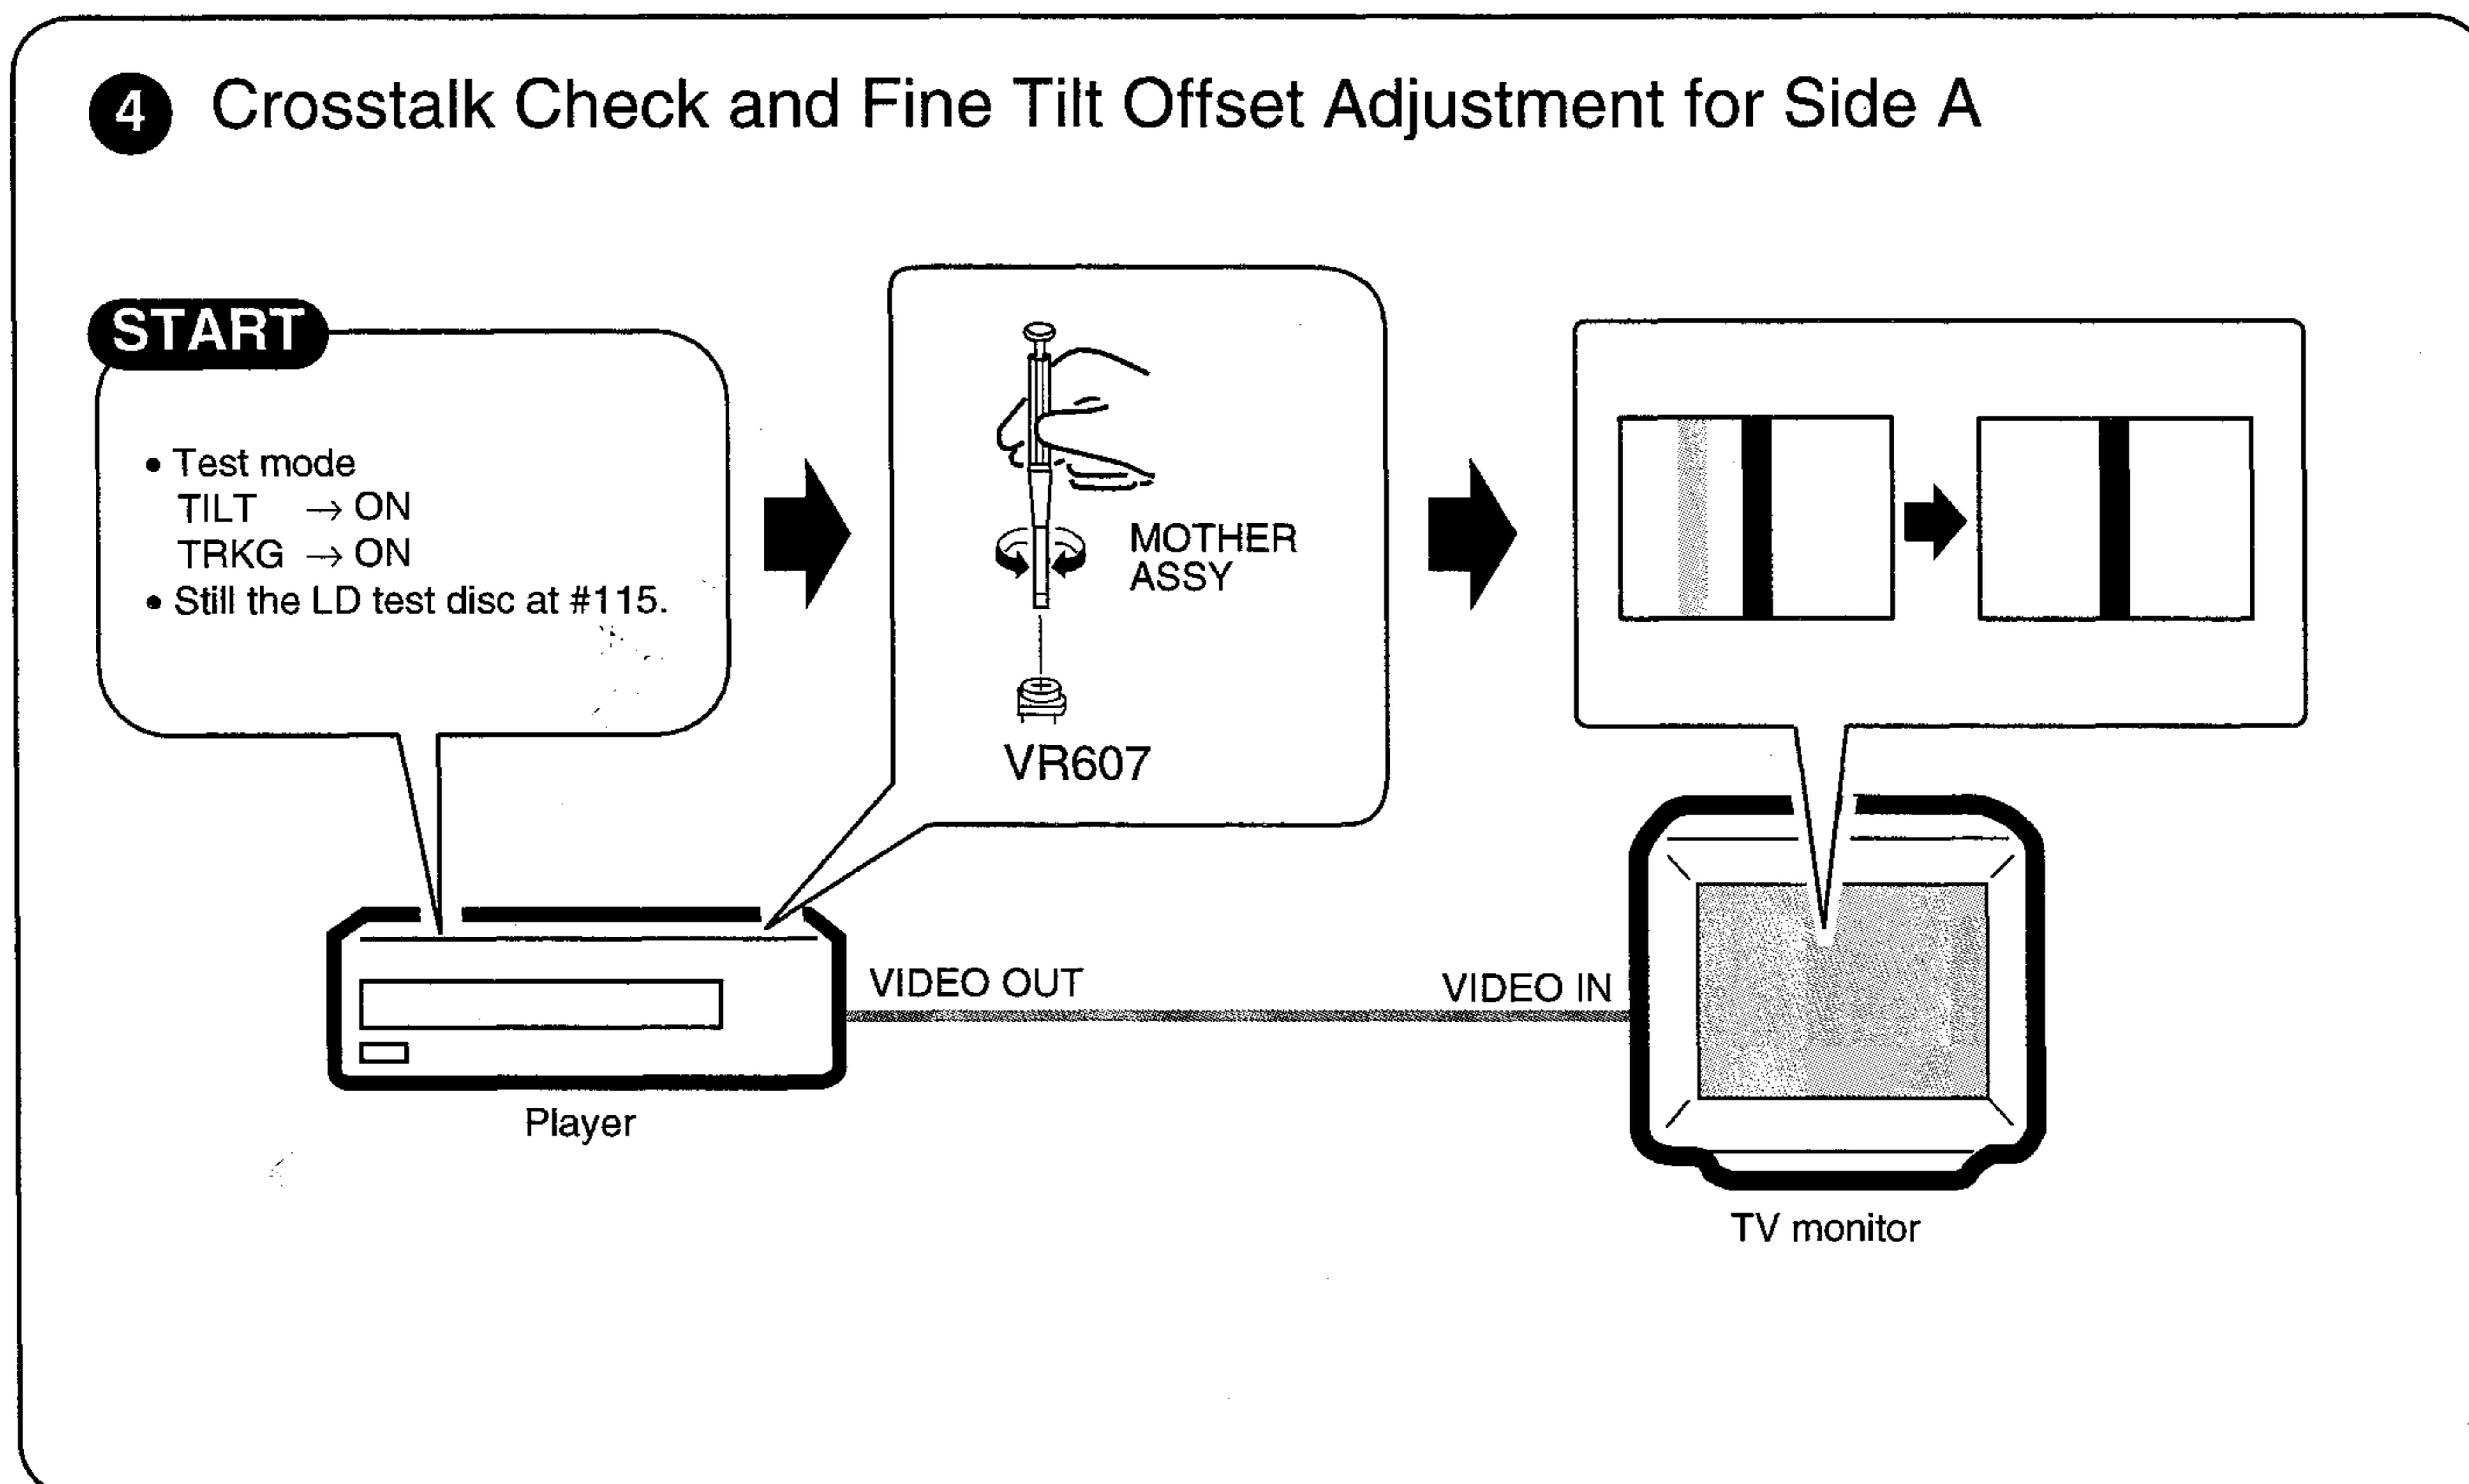 4 Crosstalk Check and Fine Tilt Offset Adjustment for Side A
START
• Test mode
TILT → ON
TRKG → ON
• Still the LD test disc at #115.
MOTHER
ASSY
VR607
VIDEO OUT
VIDEO IN
Player
TV monitor